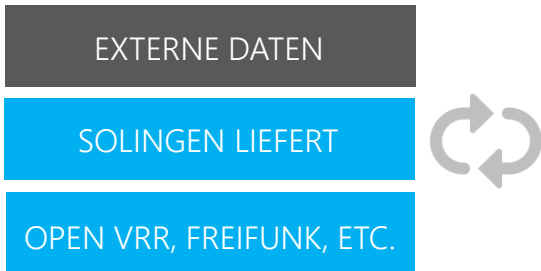 EXTERNE DATEN
SOLINGEN LIEFERT
OPEN VRR, FREIFUNK, ETC.